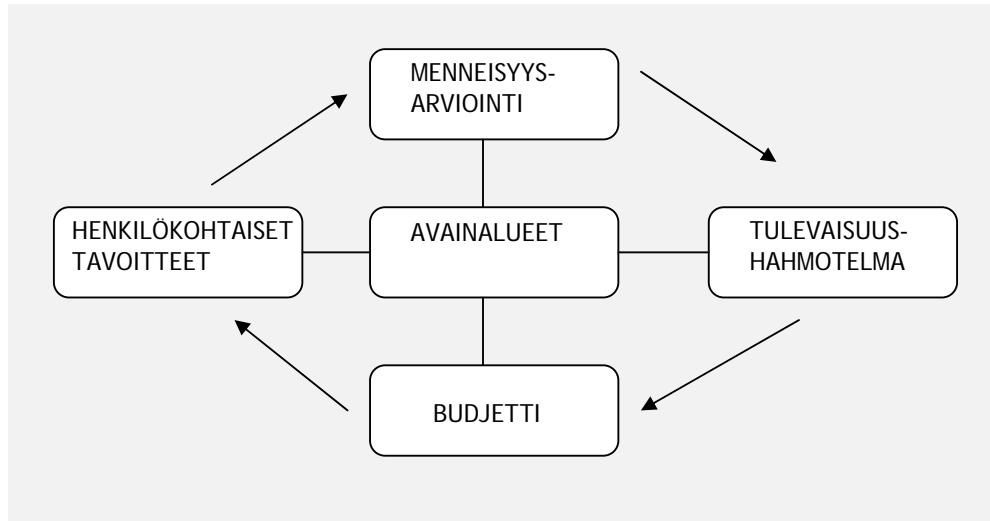 MENNEISYYS-
ARVIOINTI
HENKILÖKOHTAISET
TAVOITTEET
AVAINALUEET
TULEVAISUUS-
HAHMOTELMA
BUDJETTI